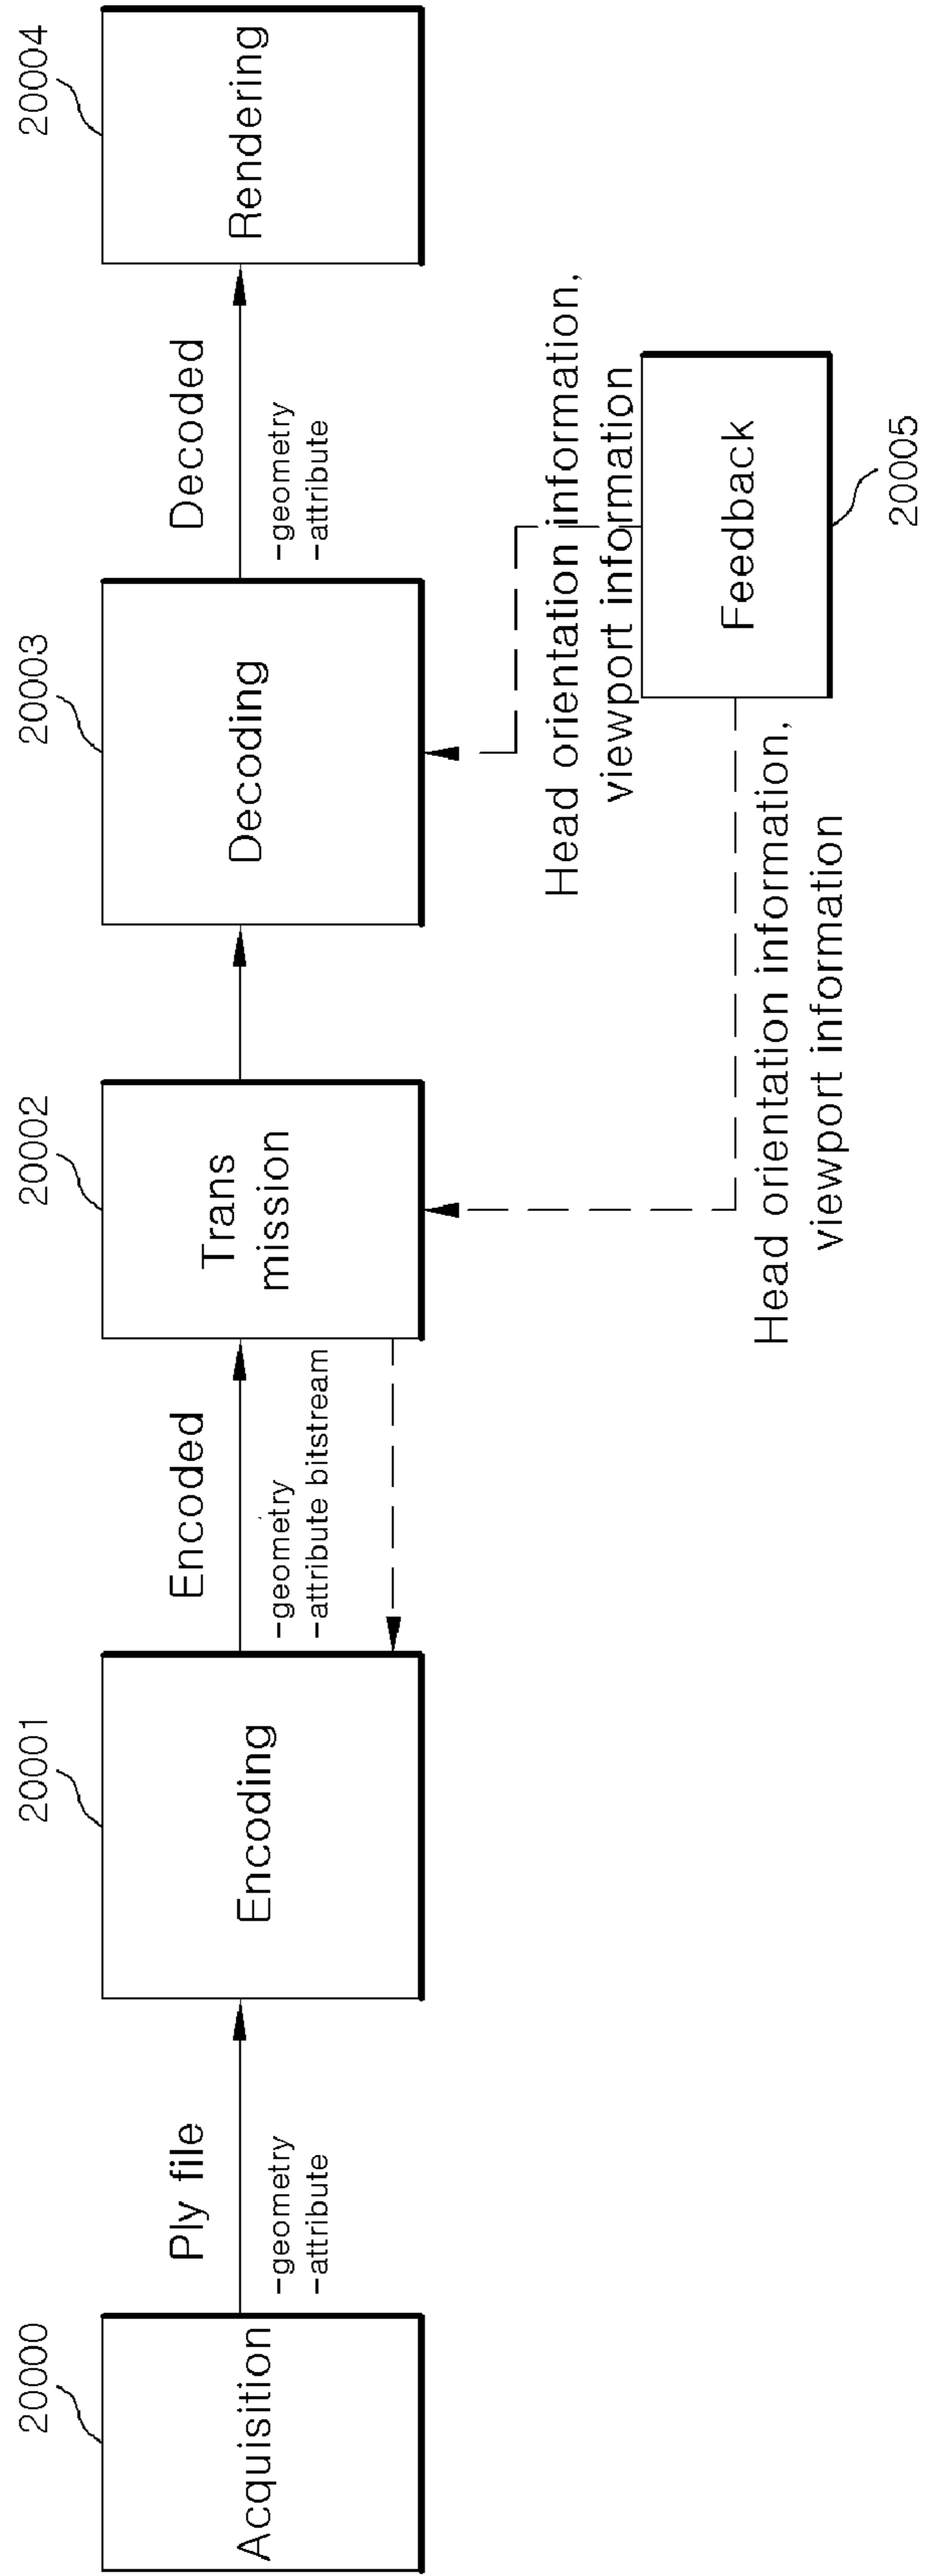 20000
20001
20002
20003
20004
Acquisition
Ply file
-geometry
-attribute
Encoding
Encoded
-geometry
-attribute bitstream
Trans
mission
Decoding
Decoded
-geometry
-attribute
Rendering
Head orientation information,
viewport information
Feedback
20005
Head orientation information,
viewport information